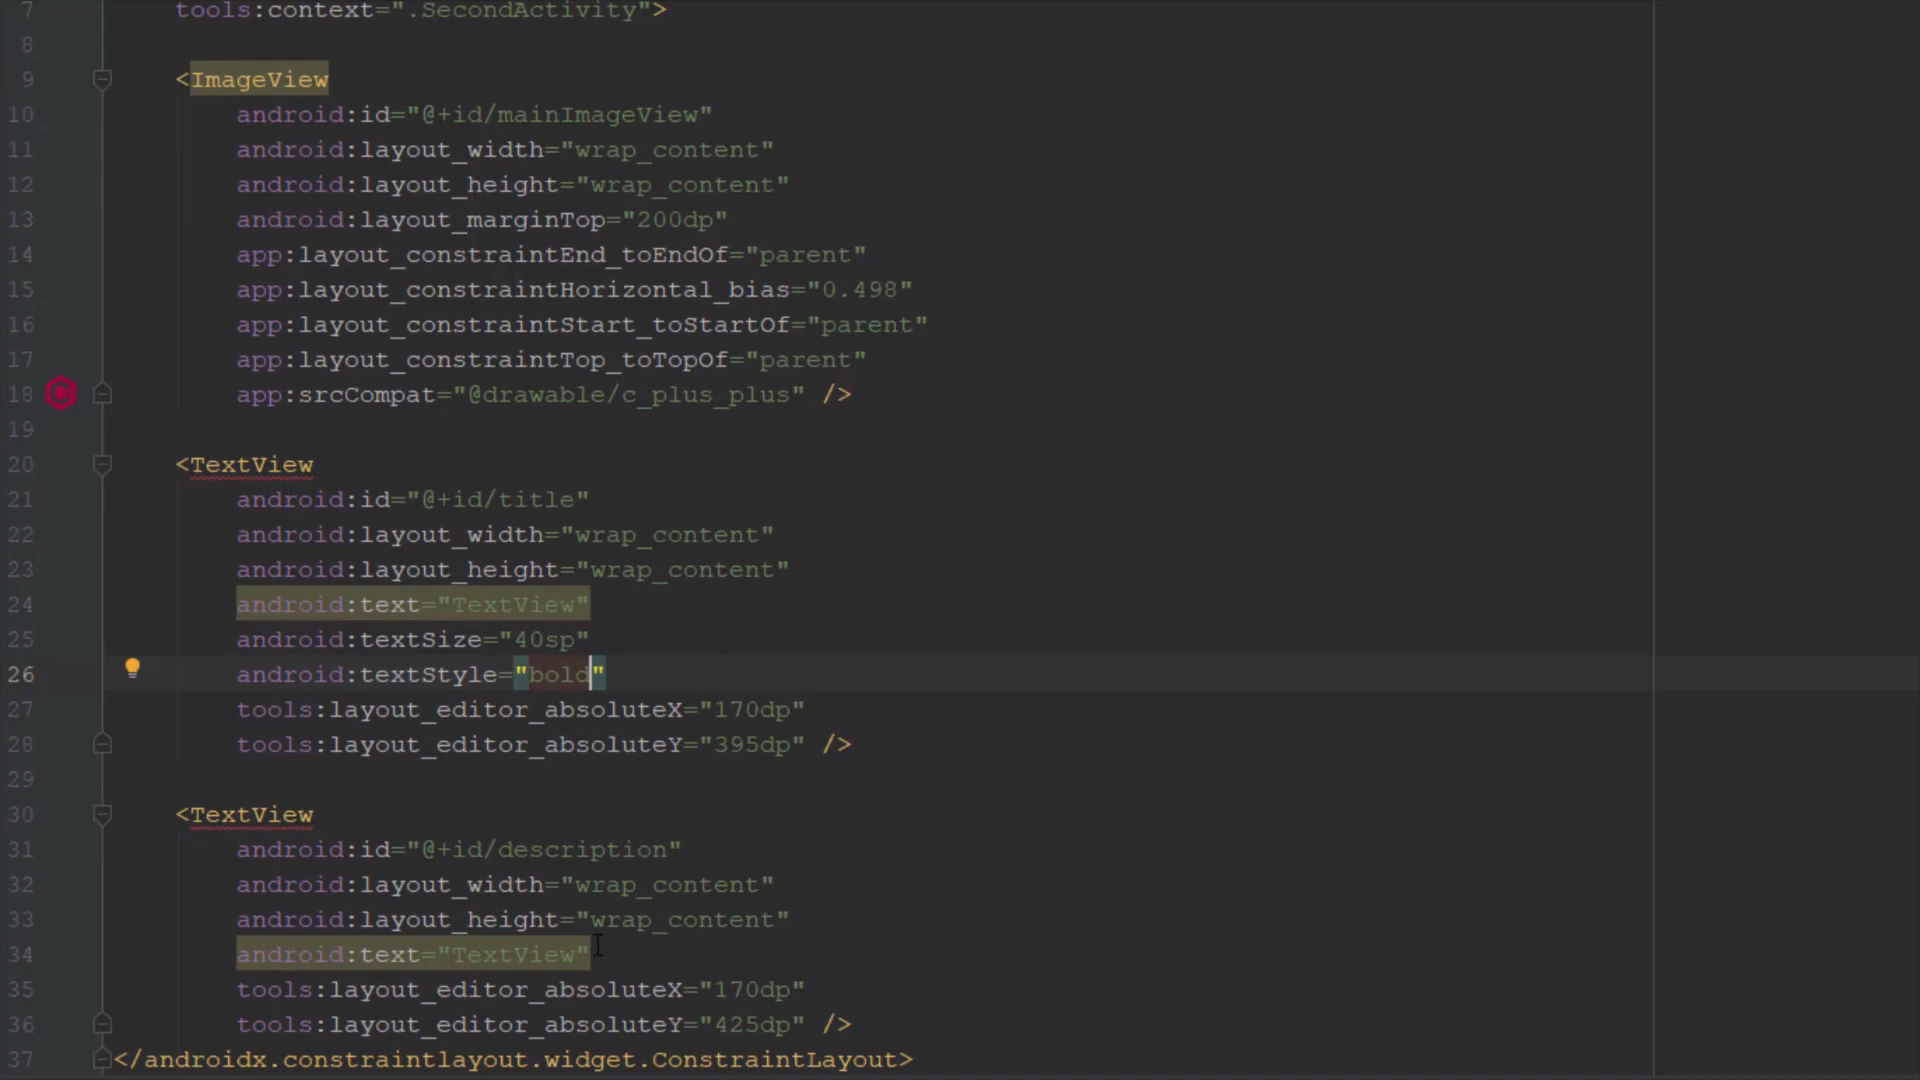 7 tools:context=".SecondActivity">
8
9 <ImageView
10 android:id="@+id/mainImageView"
11 android:layout_width="wrap_content"
12 android:layout_height="wrap_content"
13 android:layout_marginTop="200dp"
14 app:layout_constraintEnd_toEndOf="parent"
15 app:layout_constraintHorizontal_bias="0.498"
16 app:layout_constraintStart_toStartOf="parent"
17 app:layout_constraintTop_toTopOf="parent"
18 app:srcCompat="@drawable/c_plus_plus" />
19
20 <TextView
21 android:id="@+id/title"
22 android:layout_width="wrap_content"
23 android:layout_height="wrap_content"
24 android:text="TextView"
25 android:textSize="40sp"
26 android:textStyle="bold"
27 tools:layout_editor_absoluteX="170dp"
28 tools:layout_editor_absoluteY="395dp" />
29
30 <TextView
31 android:id="@+id/description"
32 android:layout_width="wrap_content"
33 android:layout_height="wrap_content"
34 android:text="TextView"
35 tools:layout_editor_absoluteX="170dp"
36 tools:layout_editor_absoluteY="425dp" />
37 </androidx.constraintlayout.widget.ConstraintLayout>